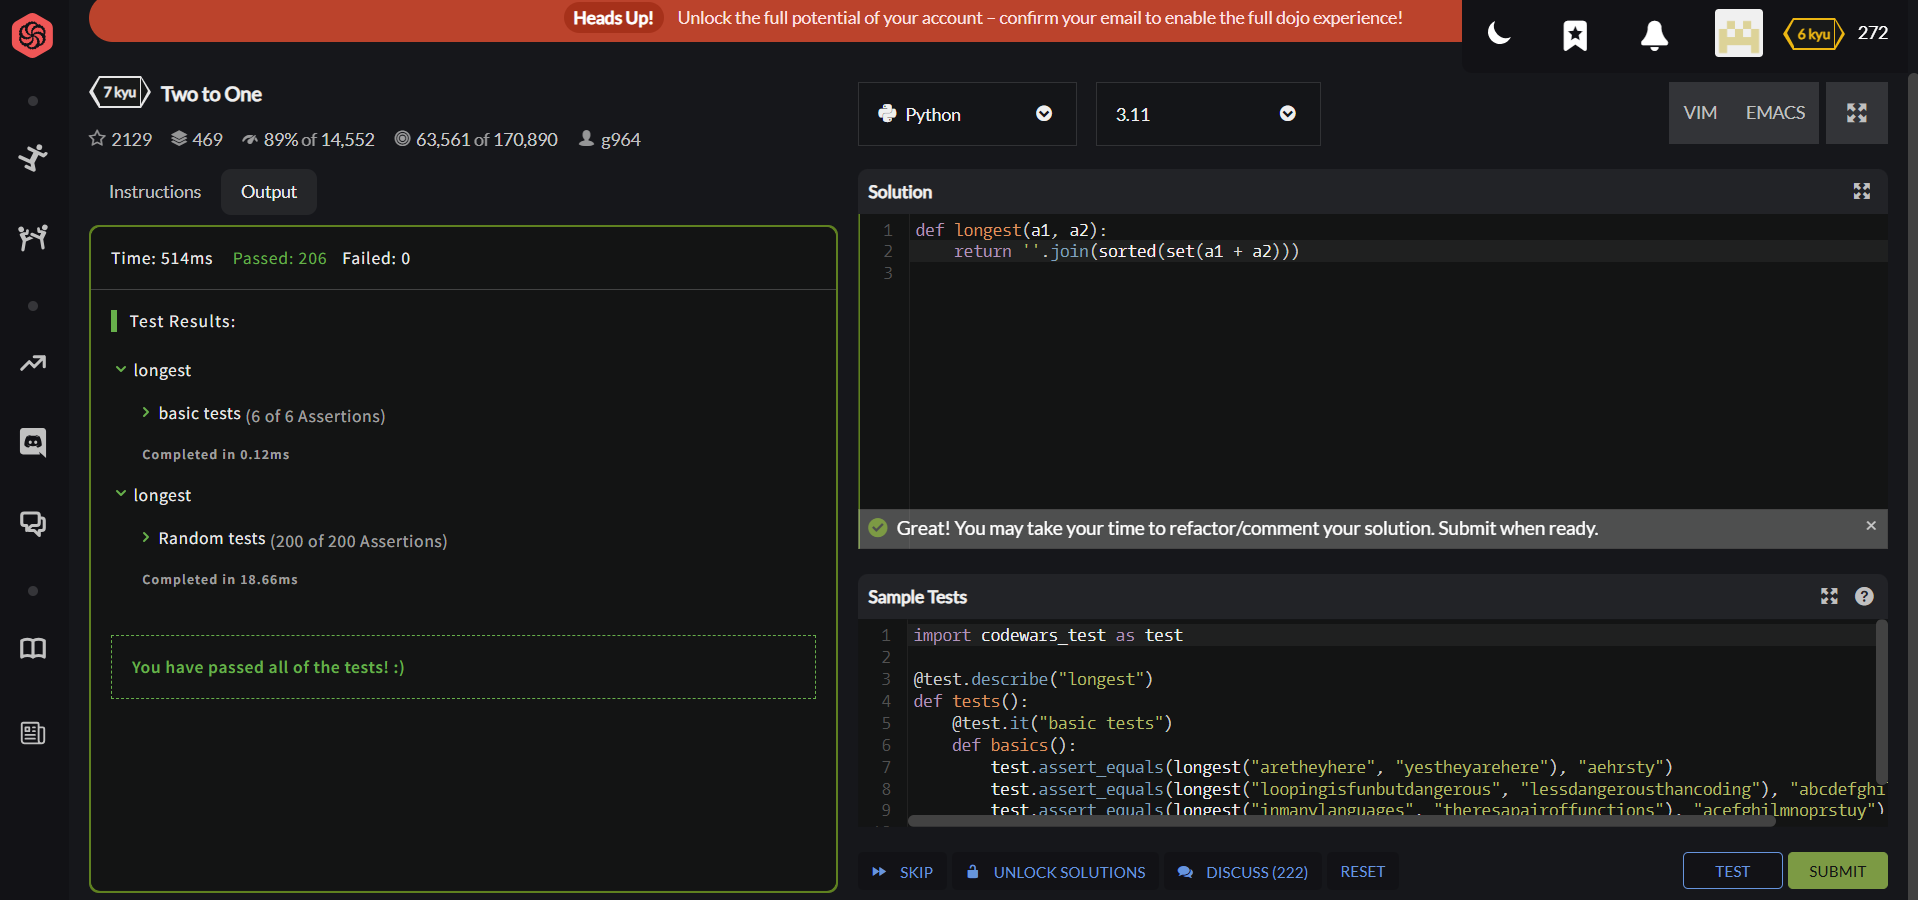 Heads Up! Unlock the full potential of your account – confirm your email to enable the full dojo experience!
6 kyu 272
7 kyu Two to One
2129 469 89% of 14,552 63,561 of 170,890 g964
Instructions Output
Time: 514ms Passed: 206 Failed: 0
Test Results:
longest
basic tests (6 of 6 Assertions)
Completed in 0.12ms
longest
Random tests (200 of 200 Assertions)
Completed in 18.66ms
You have passed all of the tests! :)
Python 3.11 VIM EMACS
Solution
1 def longest(a1, a2):
2     return ''.join(sorted(set(a1 + a2)))
3
Great! You may take your time to refactor/comment your solution. Submit when ready. ×
Sample Tests ?
1 import codewars_test as test
2
3 @test.describe("longest")
4 def tests():
5     @test.it("basic tests")
6     def basics():
7         test.assert_equals(longest("aretheyhere", "yestheyarehere"), "aehrsty")
8         test.assert_equals(longest("loopingisfunbutdangerous", "lessdangerousthancoding"), "abcdefghi
9         test.assert_equals(longest("inmanylanguages", "theresapairoffunctions"), "acefghilmnoprstuy")
SKIP UNLOCK SOLUTIONS DISCUSS (222) RESET TEST SUBMIT